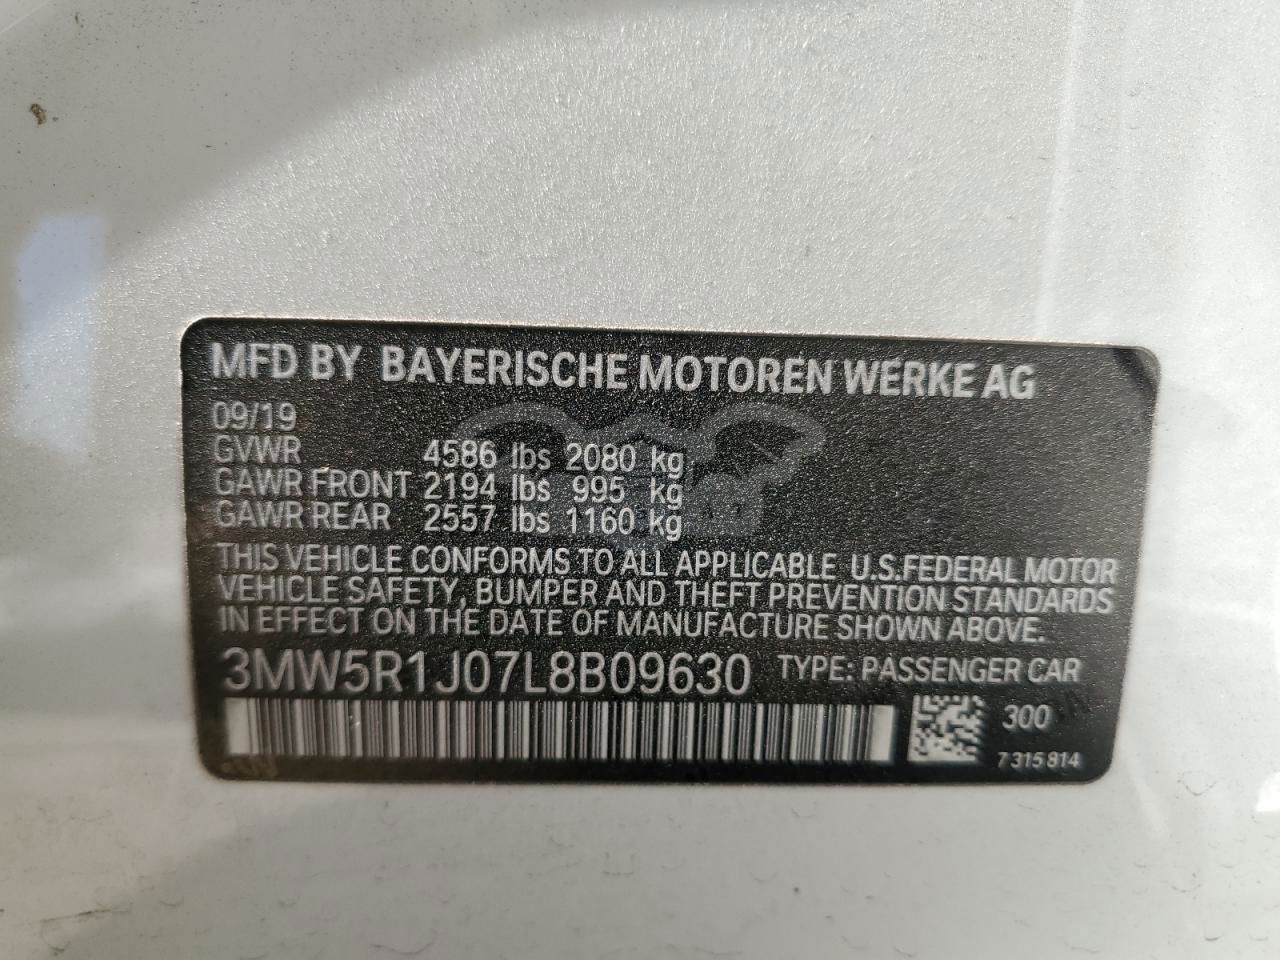 MFD BY BAYERISCHE MOTOREN WERKE AG
09/19
GVWR 4586 lbs 2080 kg
GAWR FRONT 2194 lbs 995 kg
GAWR REAR 2557 lbs 1160 kg
THIS VEHICLE CONFORMS TO ALL APPLICABLE U.S.FEDERAL MOTOR
VEHICLE SAFETY, BUMPER AND THEFT PREVENTION STANDARDS
IN EFFECT ON THE DATE OF MANUFACTURE SHOWN ABOVE.
3MW5R1J07L8B09630 TYPE: PASSENGER CAR
300
7 315 814